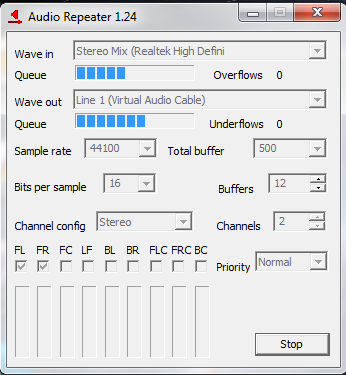 Audio Repeater 1.24
Wave in Stereo Mix (Realtek High Defini
Queue Overflows 0
Wave out Line 1 (Virtual Audio Cable)
Queue Underflows 0
Sample rate 44100 Total buffer 500
Bits per sample 16 Buffers 12
Channel config Stereo Channels 2
FL FR FC LF BL BR FLC FRC BC
Priority Normal
Stop